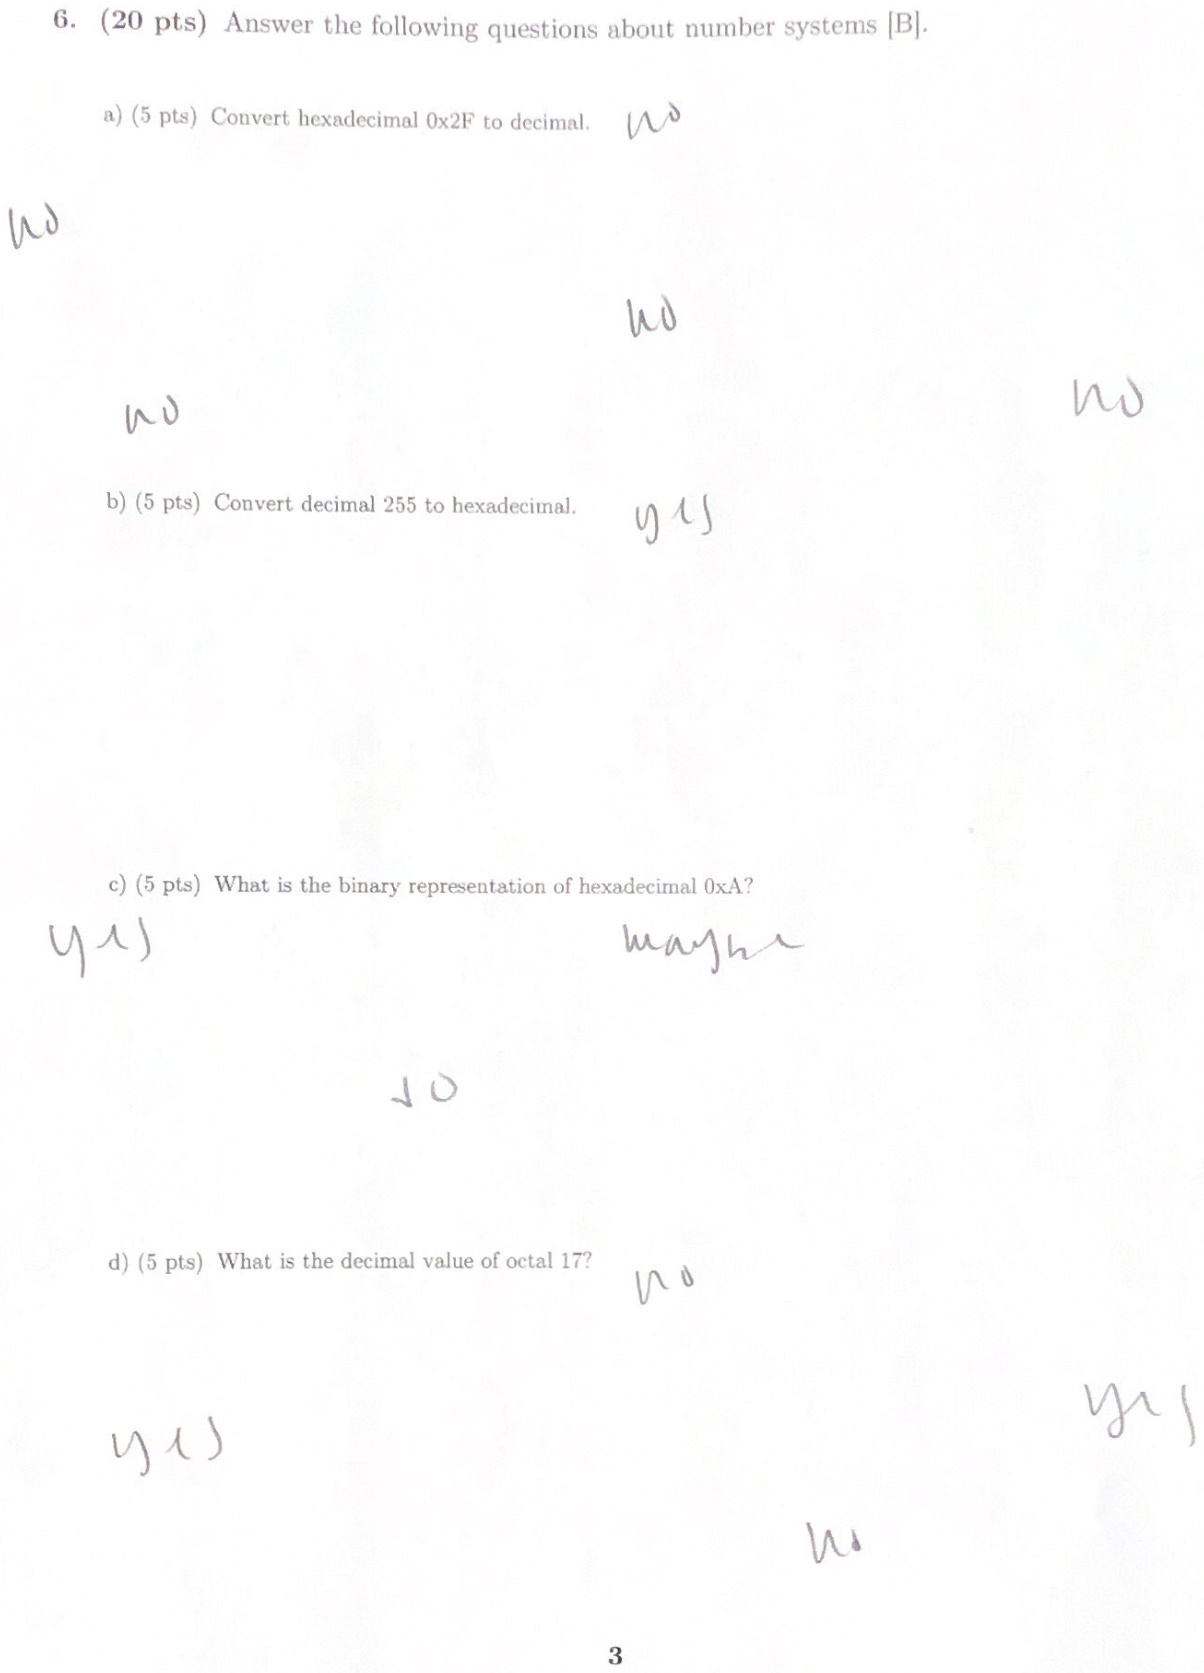 6. (20 pts) Answer the following questions about number systems [B].
a) (5 pts) Convert hexadecimal 0x2F to decimal. no
no
no
no
no
b) (5 pts) Convert decimal 255 to hexadecimal. yes
c) (5 pts) What is the binary representation of hexadecimal 0xA?
yes maybe
10
d) (5 pts) What is the decimal value of octal 17? no
yes
yes
no
3